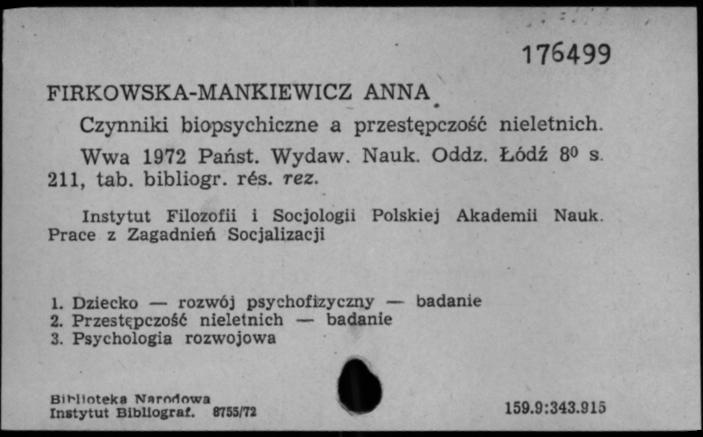 176499
FIRKOWSKA-MANKIEWICZ ANNA
Czynniki biopsychiczne a przestępczość nieletnich.
Wwa 1972 Państ. Wydaw. Nauk. Oddz. Łódź 8⁰ s.
211, tab. bibliogr. rés. rez.
Instytut Filozofii i Socjologii Polskiej Akademii Nauk.
Prace z Zagadnień Socjalizacji
1. Dziecko — rozwój psychofizyczny — badanie
2. Przestępczość nieletnich — badanie
3. Psychologia rozwojowa
Biblioteka Narodowa
Instytut Bibliograf. 8755/72
159.9:343.915